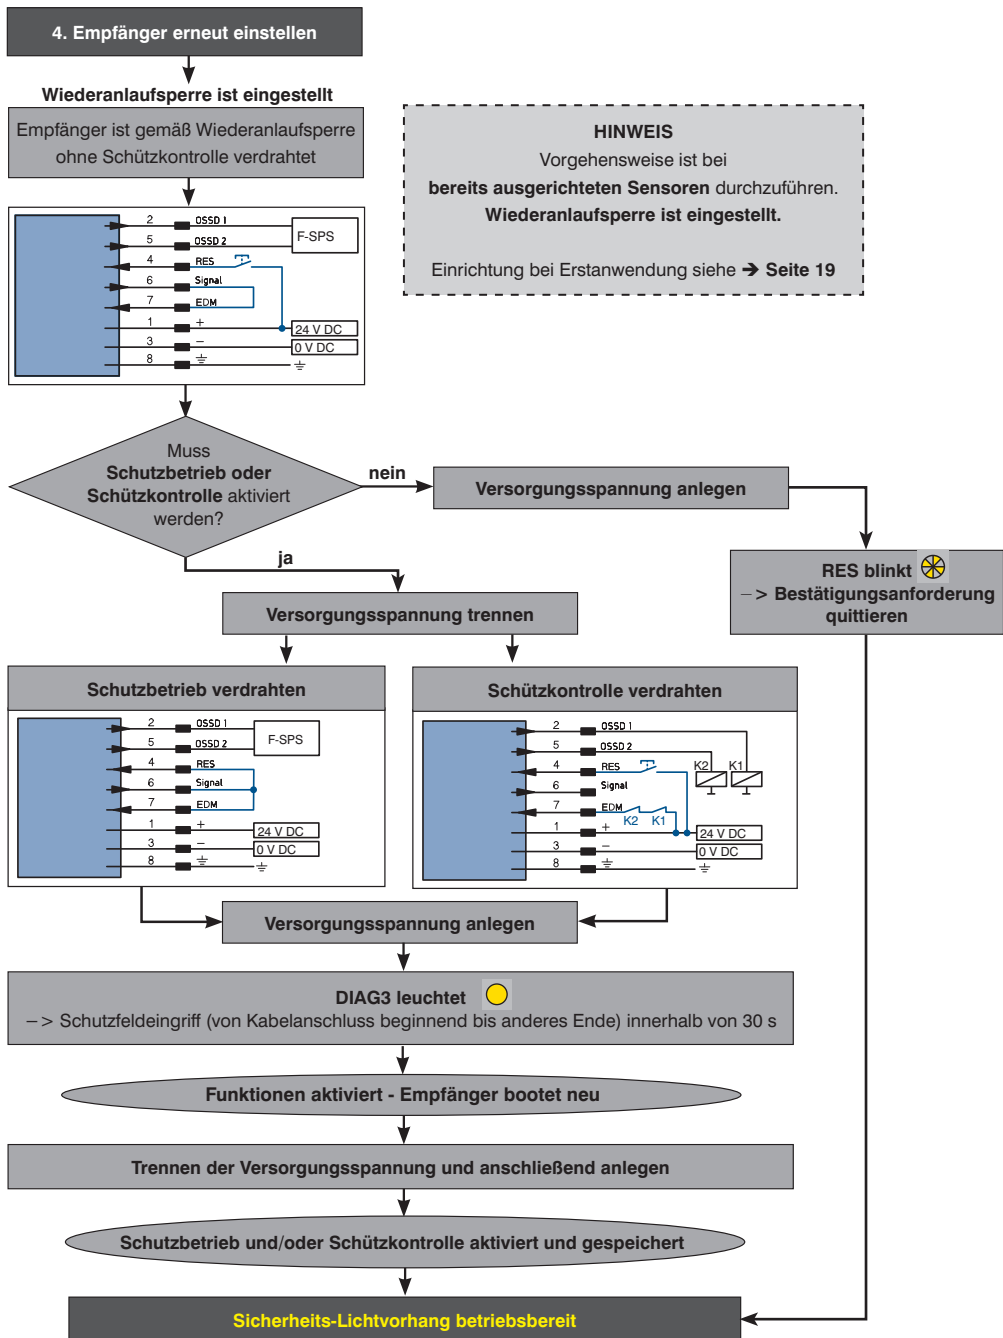 4. Empfänger erneut einstellen
Wiederanlaufsperre ist eingestellt
Empfänger ist gemäß Wiederanlaufsperre
ohne Schützkontrolle verdrahtet
HINWEIS
Vorgehensweise ist bei
bereits ausgerichteten Sensoren durchzuführen.
Wiederanlaufsperre ist eingestellt.
Einrichtung bei Erstanwendung siehe ➔ Seite 19
2 OSSD 1
5 OSSD 2
F-SPS
4 RES
6 Signal
7 EDM
1 + 24 V DC
3 – 0 V DC
8
Muss
Schutzbetrieb oder
Schützkontrolle aktiviert
werden?
nein
Versorgungsspannung anlegen
ja
RES blinkt
–> Bestätigungsanforderung
quittieren
Versorgungsspannung trennen
Schutzbetrieb verdrahten
2 OSSD 1
5 OSSD 2
F-SPS
4 RES
6 Signal
7 EDM
1 + 24 V DC
3 – 0 V DC
8
Schützkontrolle verdrahten
2 OSSD 1
5 OSSD 2
4 RES
K2 K1
6 Signal
7 EDM
K2 K1
1 + 24 V DC
3 – 0 V DC
8
Versorgungsspannung anlegen
DIAG3 leuchtet
–> Schutzfeldeingriff (von Kabelanschluss beginnend bis anderes Ende) innerhalb von 30 s
Funktionen aktiviert - Empfänger bootet neu
Trennen der Versorgungsspannung und anschließend anlegen
Schutzbetrieb und/oder Schützkontrolle aktiviert und gespeichert
Sicherheits-Lichtvorhang betriebsbereit